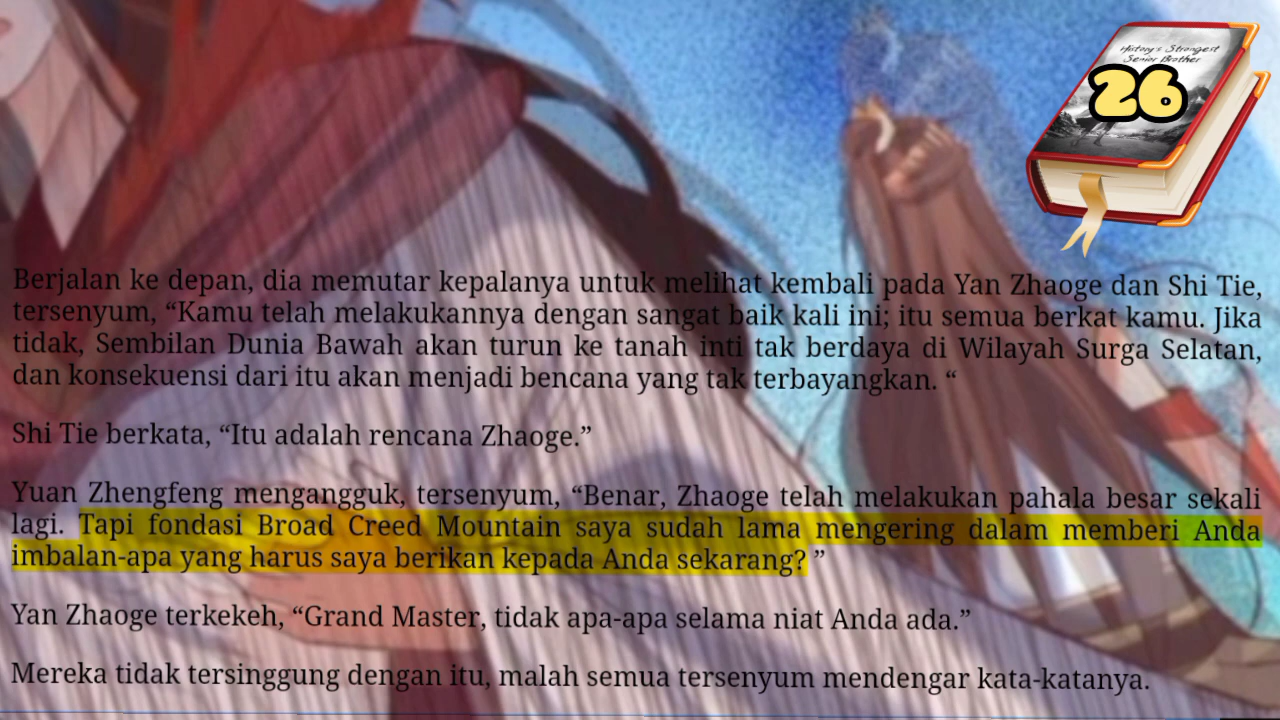 History's Strongest
Senior Brother
26
Berjalan ke depan, dia memutar kepalanya untuk melihat kembali pada Yan Zhaoge dan Shi Tie,
tersenyum, “Kamu telah melakukannya dengan sangat baik kali ini; itu semua berkat kamu. Jika
tidak, Sembilan Dunia Bawah akan turun ke tanah inti tak berdaya di Wilayah Surga Selatan,
dan konsekuensi dari itu akan menjadi bencana yang tak terbayangkan. “
Shi Tie berkata, “Itu adalah rencana Zhaoge.”
Yuan Zhengfeng mengangguk, tersenyum, “Benar, Zhaoge telah melakukan pahala besar sekali
lagi. Tapi fondasi Broad Creed Mountain saya sudah lama mengering dalam memberi Anda
imbalan-apa yang harus saya berikan kepada Anda sekarang? ”
Yan Zhaoge terkekeh, “Grand Master, tidak apa-apa selama niat Anda ada.”
Mereka tidak tersinggung dengan itu, malah semua tersenyum mendengar kata-katanya.